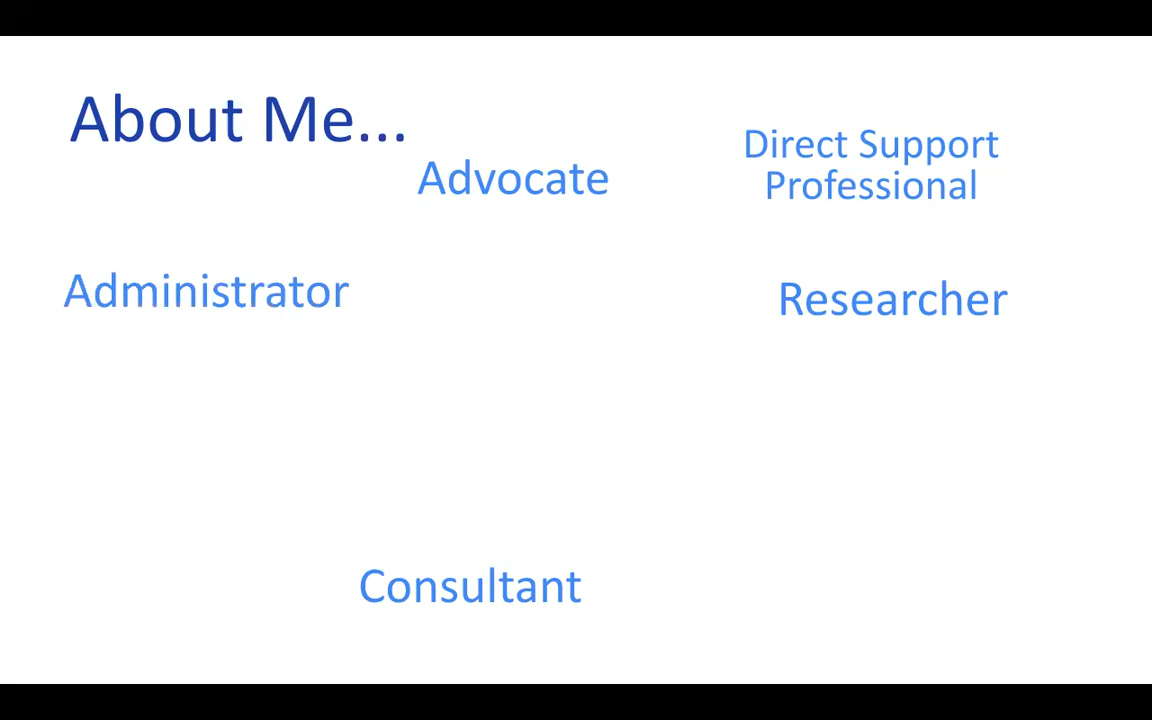 About Me...
Advocate
Direct Support
Professional
Administrator
Researcher
Consultant